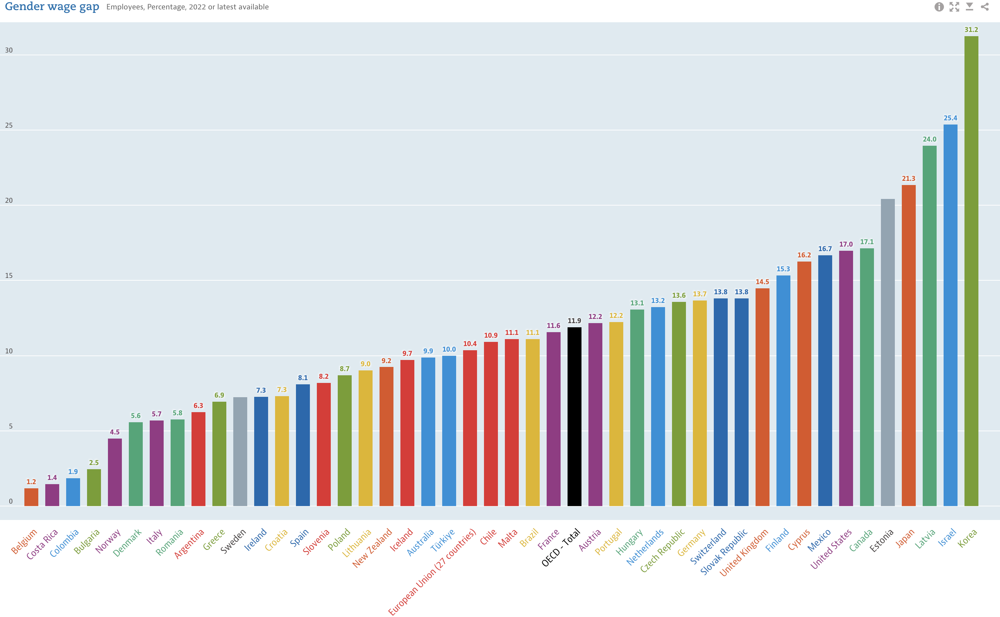 Gender wage gap Employees, Percentage, 2022 or latest available
30
25
20
15
10
5
0
1.2
1.4
1.9
2.5
4.5
5.6
5.7
5.8
6.3
6.9
7.3
7.3
8.1
8.2
8.7
9.0
9.2
9.7
9.9
10.0
10.4
10.9
11.1
11.1
11.6
11.9
12.2
12.2
13.1
13.2
13.6
13.7
13.8
13.8
14.5
15.3
16.2
16.7
17.0
17.1
21.3
24.0
25.4
31.2
Belgium
Costa Rica
Colombia
Bulgaria
Norway
Denmark
Italy
Romania
Argentina
Greece
Sweden
Ireland
Croatia
Spain
Slovenia
Poland
Lithuania
New Zealand
Iceland
Australia
Türkiye
European Union (27 countries)
Chile
Malta
Brazil
France
OECD - Total
Austria
Portugal
Hungary
Netherlands
Czech Republic
Germany
Switzerland
Slovak Republic
United Kingdom
Finland
Cyprus
Mexico
United States
Canada
Estonia
Japan
Latvia
Israel
Korea